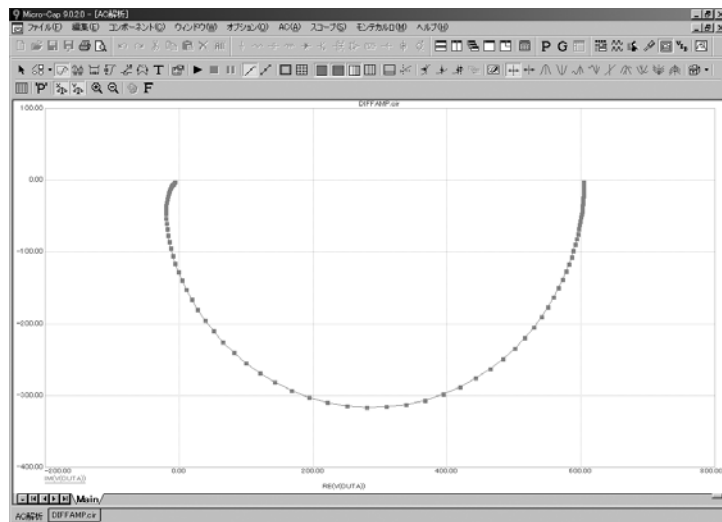 Micro-Cap 9.0.2.0 - [AC解析]
ファイル(F) 編集(E) コンポーネント(C) ウィンドウ(W) オプション(O) AC(A) スコープ(S) モンテカルロ(M) ヘルプ(H)
T
P G
F
DIFFAMP.cir
100.00
0.00
-100.00
-200.00
-300.00
-400.00
-200.00 0.00 200.00 400.00 600.00 800.00
IM(V(OUTA))
RE(V(OUTA))
Main
AC解析 DIFFAMP.cir